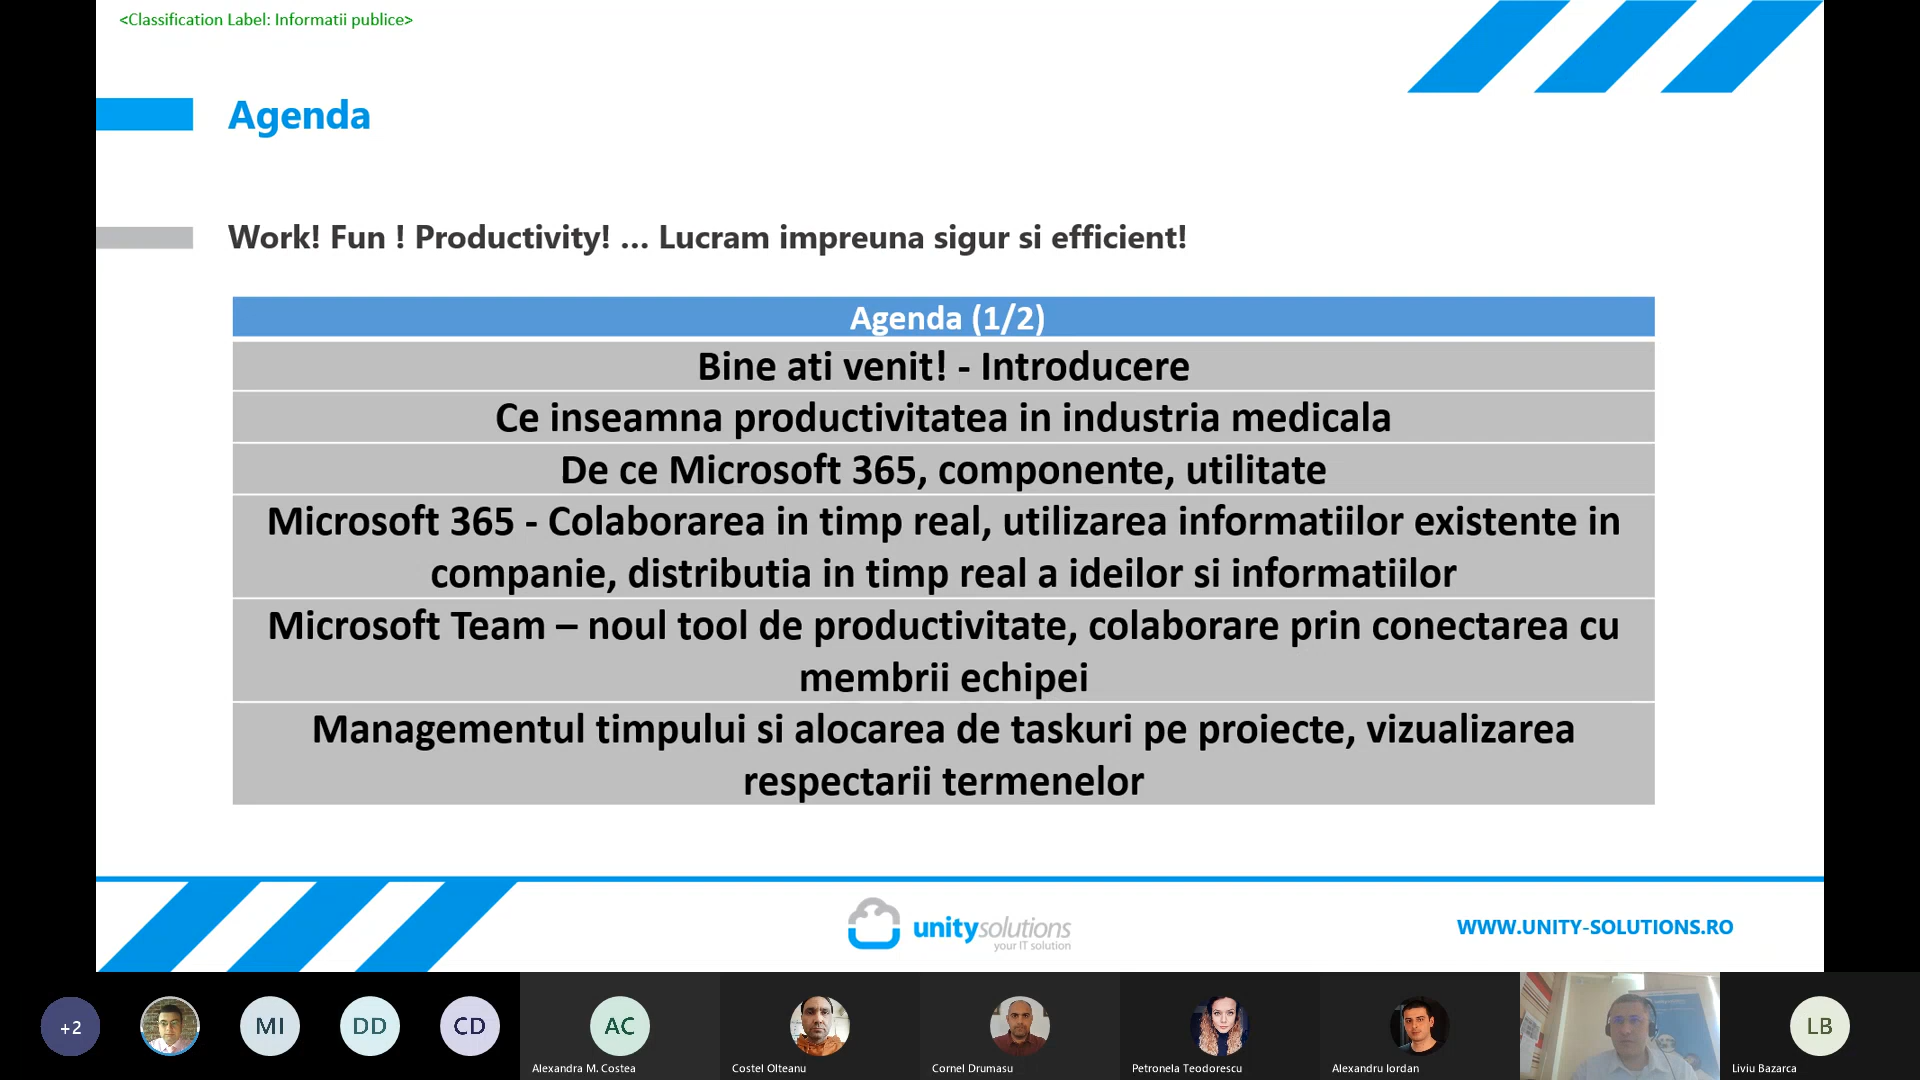 <Classification Label: Informatii publice>
Agenda
Work! Fun ! Productivity! ... Lucram impreuna sigur si efficient!
Agenda (1/2)
Bine ati venit! - Introducere
Ce inseamna productivitatea in industria medicala
De ce Microsoft 365, componente, utilitate
Microsoft 365 - Colaborarea in timp real, utilizarea informatiilor existente in
companie, distributia in timp real a ideilor si informatiilor
Microsoft Team – noul tool de productivitate, colaborare prin conectarea cu
membrii echipei
Managementul timpului si alocarea de taskuri pe proiecte, vizualizarea
respectarii termenelor
unitysolutions
your IT solution
WWW.UNITY-SOLUTIONS.RO
+2
MI
DD
CD
AC
LB
Alexandra M. Costea
Costel Olteanu
Cornel Drumasu
Petronela Teodorescu
Alexandru Iordan
Liviu Bazarca